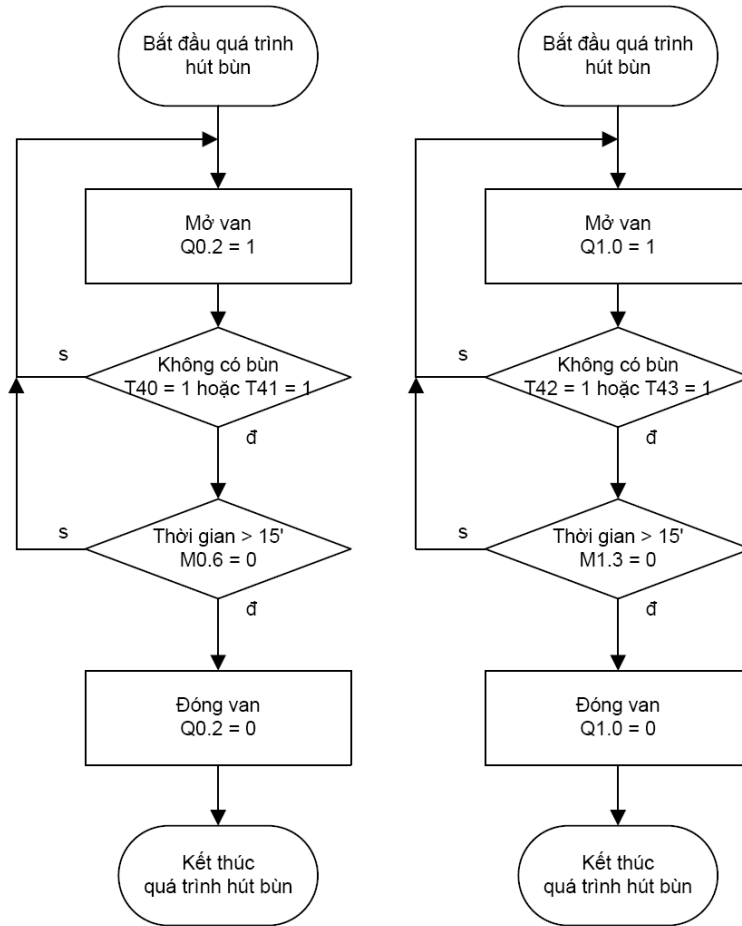 Bắt đầu quá trình
hút bùn
Mở van
Q0.2 = 1
s
Không có bùn
T40 = 1 hoặc T41 = 1
đ
s
Thời gian > 15'
M0.6 = 0
đ
Đóng van
Q0.2 = 0
Kết thúc
quá trình hút bùn
Bắt đầu quá trình
hút bùn
Mở van
Q1.0 = 1
s
Không có bùn
T42 = 1 hoặc T43 = 1
đ
s
Thời gian > 15'
M1.3 = 0
đ
Đóng van
Q1.0 = 0
Kết thúc
quá trình hút bùn